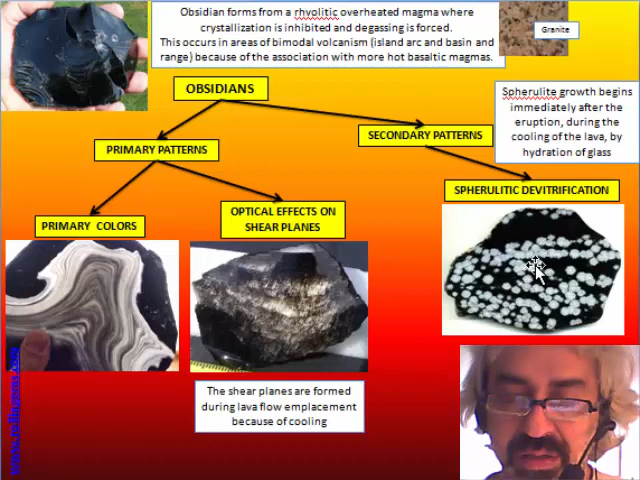 Obsidian forms from a rhyolitic overheated magma where
crystallization is inhibited and degassing is forced.
This occurs in areas of bimodal volcanism (island arc and basin and
range) because of the association with more hot basaltic magmas.
Granite
OBSIDIANS
Spherulite growth begins
immediately after the
eruption, during the
cooling of the lava, by
hydration of glass
PRIMARY PATTERNS
SECONDARY PATTERNS
SPHERULITIC DEVITRIFICATION
PRIMARY COLORS
OPTICAL EFFECTS ON
SHEAR PLANES
The shear planes are formed
during lava flow emplacement
because of cooling